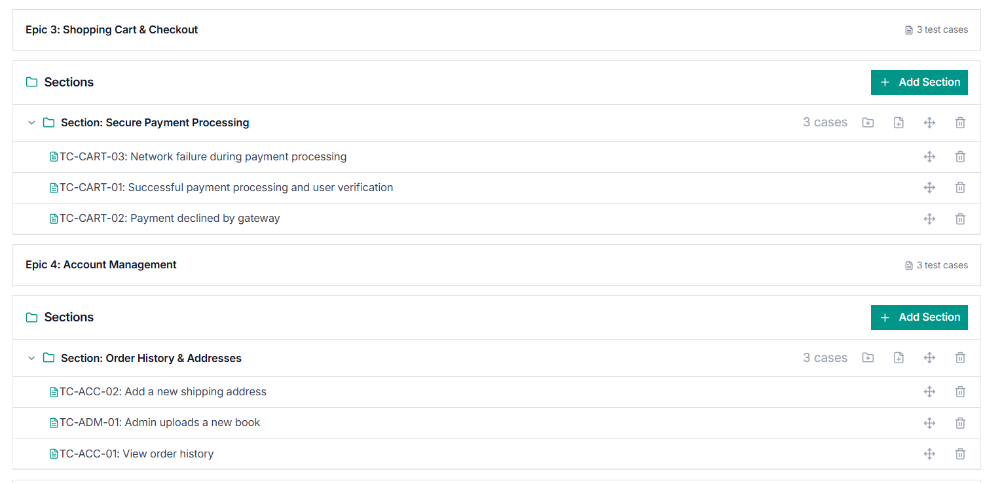 Epic 3: Shopping Cart & Checkout
3 test cases
Sections
Add Section
Section: Secure Payment Processing
3 cases
TC-CART-03: Network failure during payment processing
TC-CART-01: Successful payment processing and user verification
TC-CART-02: Payment declined by gateway
Epic 4: Account Management
3 test cases
Sections
Add Section
Section: Order History & Addresses
3 cases
TC-ACC-02: Add a new shipping address
TC-ADM-01: Admin uploads a new book
TC-ACC-01: View order history